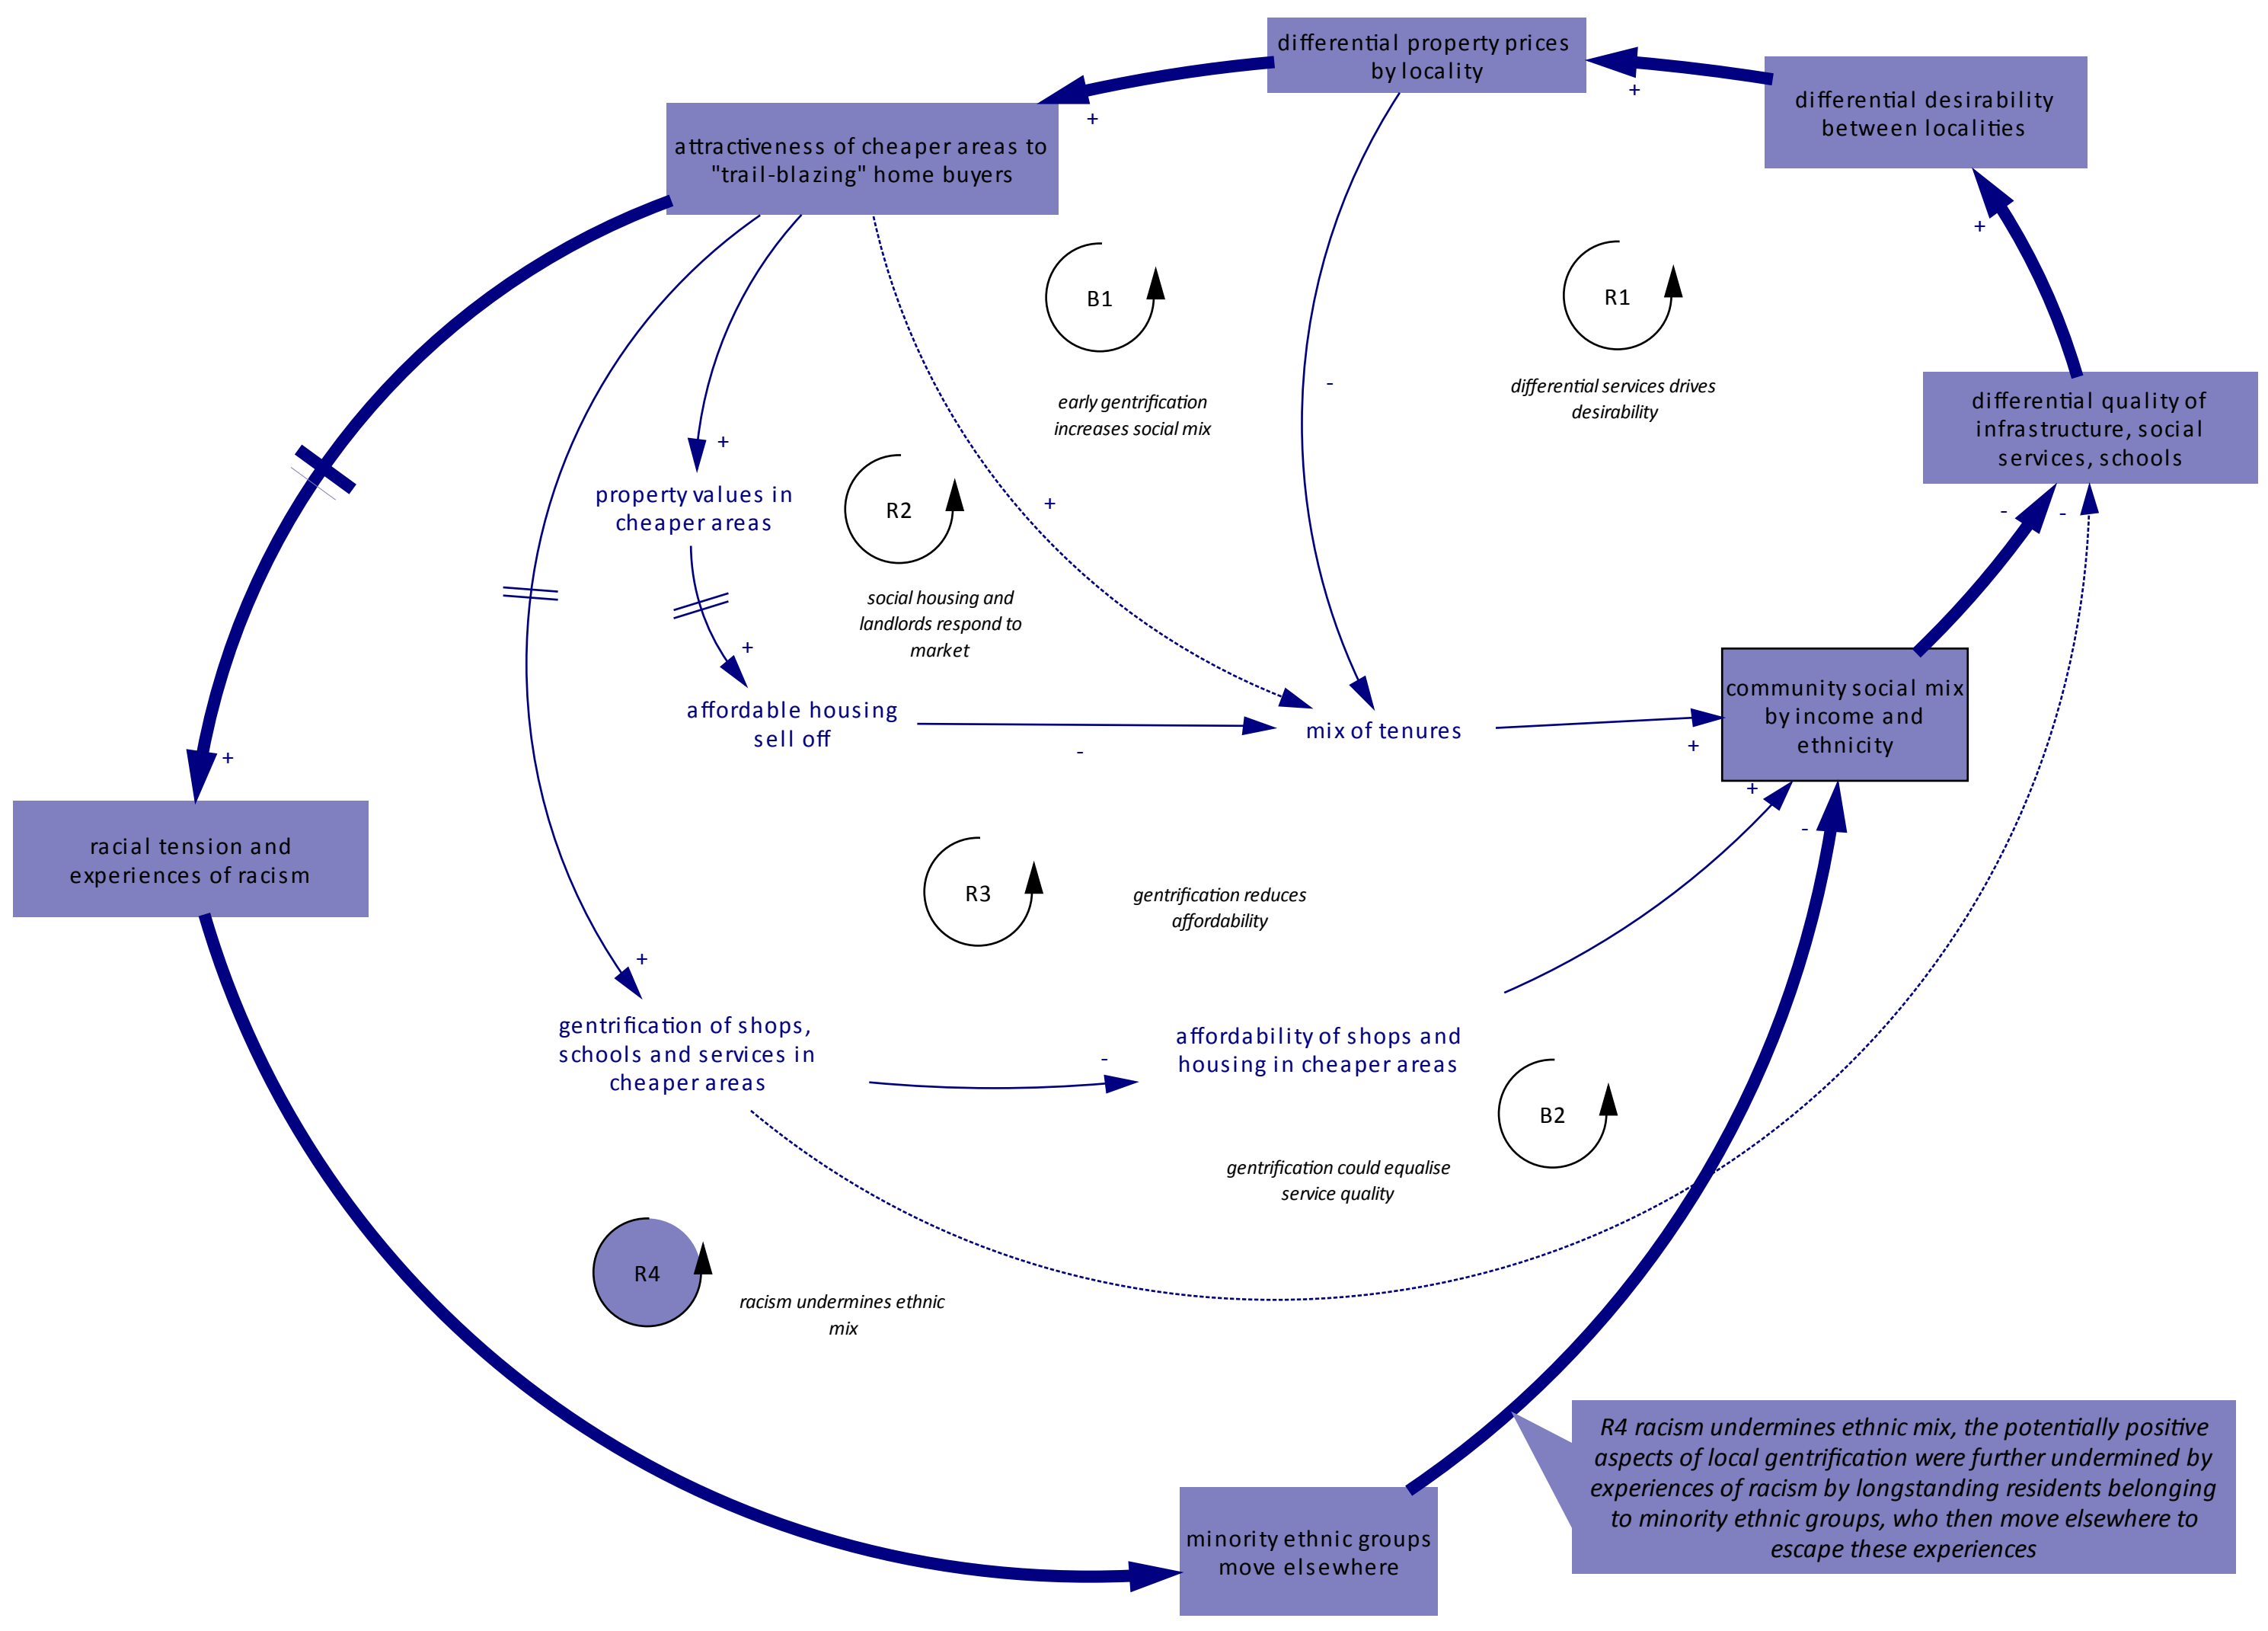 differential property prices
by locality
differential desirability
between localities
+
+
attractiveness of cheaper areas to
"trail-blazing" home buyers
+
B1
R1
-
early gentrification
increases social mix
differential services drives
desirability
differential quality of
infrastructure, social
services, schools
+
property values in
cheaper areas
R2
+
-
-
social housing and
landlords respond to
market
+
affordable housing
sell off
-
mix of tenures
+
community social mix
by income and
ethnicity
+
-
+
racial tension and
experiences of racism
R3
gentrification reduces
affordability
+
gentrification of shops,
schools and services in
cheaper areas
-
affordability of shops and
housing in cheaper areas
B2
gentrification could equalise
service quality
R4
racism undermines ethnic
mix
R4 racism undermines ethnic mix, the potentially positive
aspects of local gentrification were further undermined by
experiences of racism by longstanding residents belonging
to minority ethnic groups, who then move elsewhere to
escape these experiences
minority ethnic groups
move elsewhere